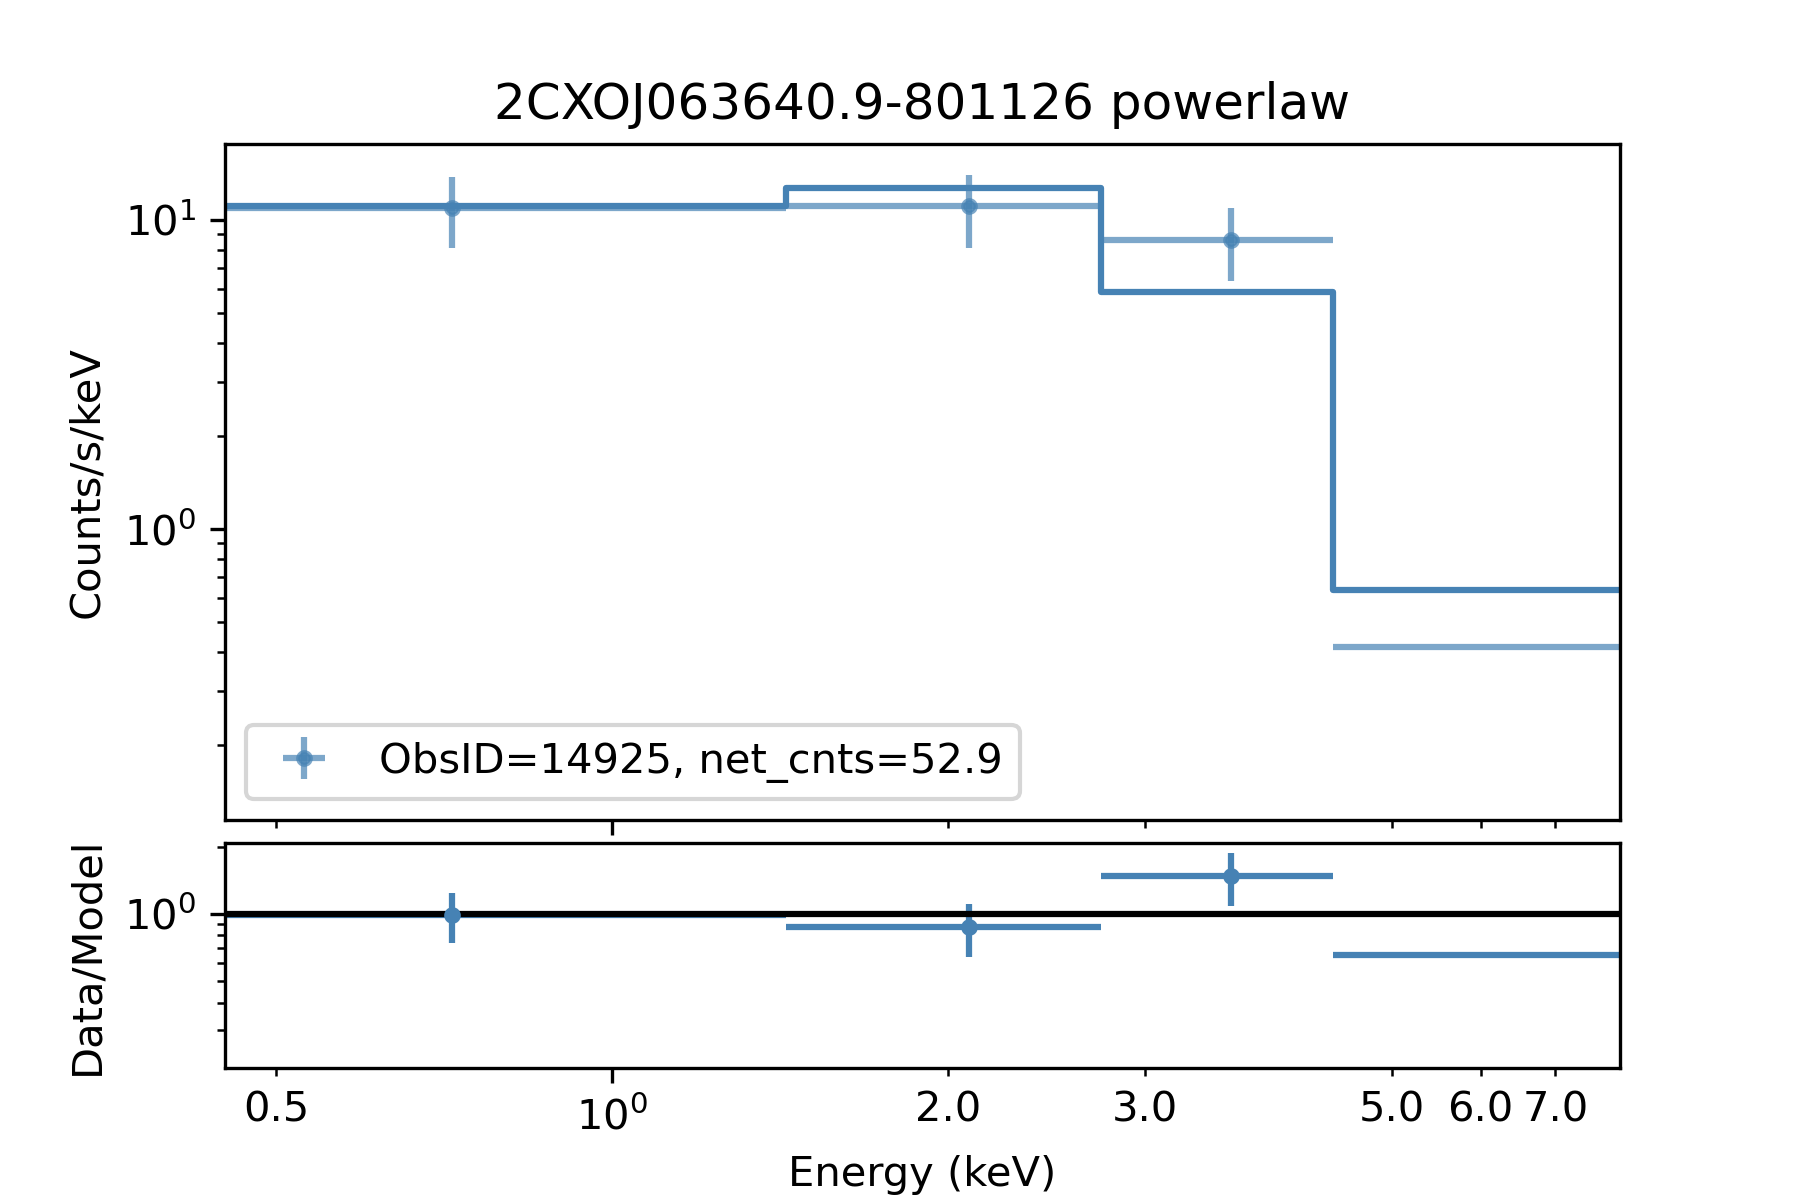 2CXOJ063640.9-801126 powerlaw
Counts/s/keV
10¹
10⁰
ObsID=14925, net_cnts=52.9
Data/Model
10⁰
0.5 10⁰ 2.0 3.0 5.0 6.0 7.0
Energy (keV)